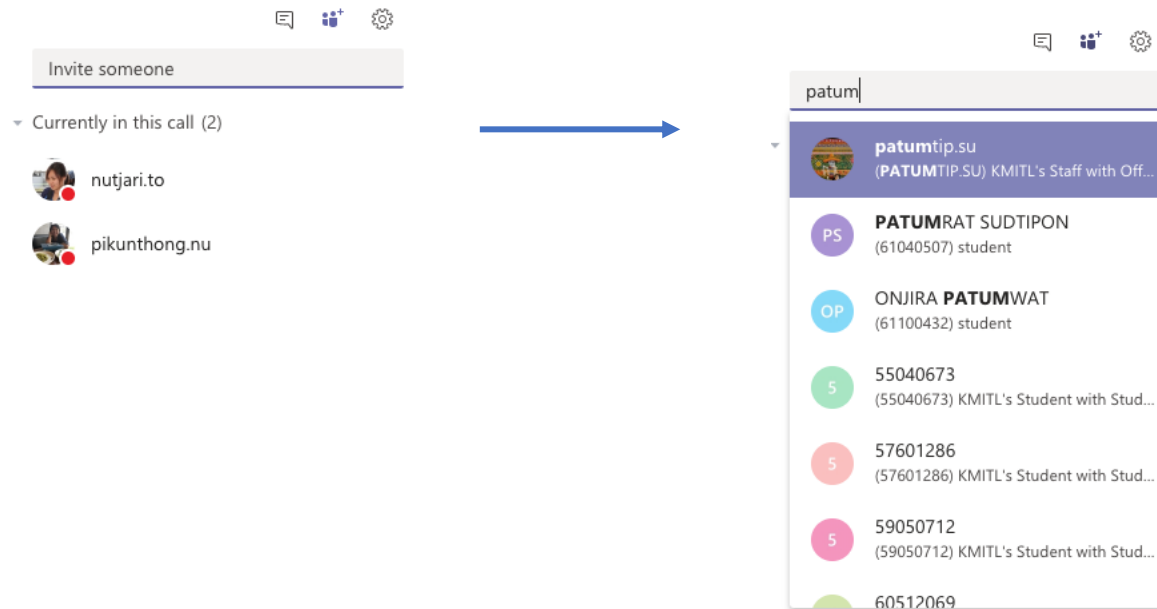 Invite someone
Currently in this call (2)
nutjari.to
pikunthong.nu
patum
patumtip.su
(PATUMTIP.SU) KMITL's Staff with Off...
PS
PATUMRAT SUDTIPON
(61040507) student
OP
ONJIRA PATUMWAT
(61100432) student
5
55040673
(55040673) KMITL's Student with Stud...
5
57601286
(57601286) KMITL's Student with Stud...
5
59050712
(59050712) KMITL's Student with Stud...
60512069